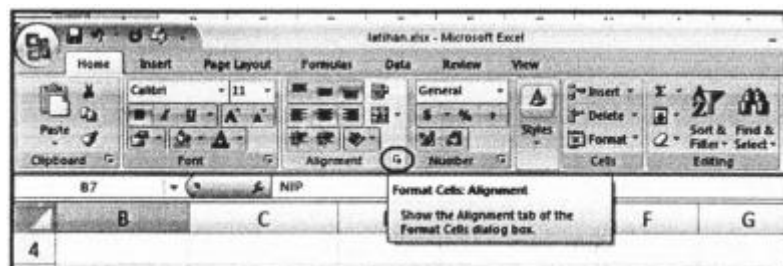 latihan.xlsx - Microsoft Excel
Home Insert Page Layout Formulas Data Review View
Calibri 11 General
Paste
B I U A A
A $ %
Styles
Insert
Delete
Format
Σ
Sort & Filter
Find & Select
Clipboard Font Alignment Number Cells Editing
B7 fx NIP
Format Cells: Alignment
Show the Alignment tab of the
Format Cells dialog box.
B C F G
4